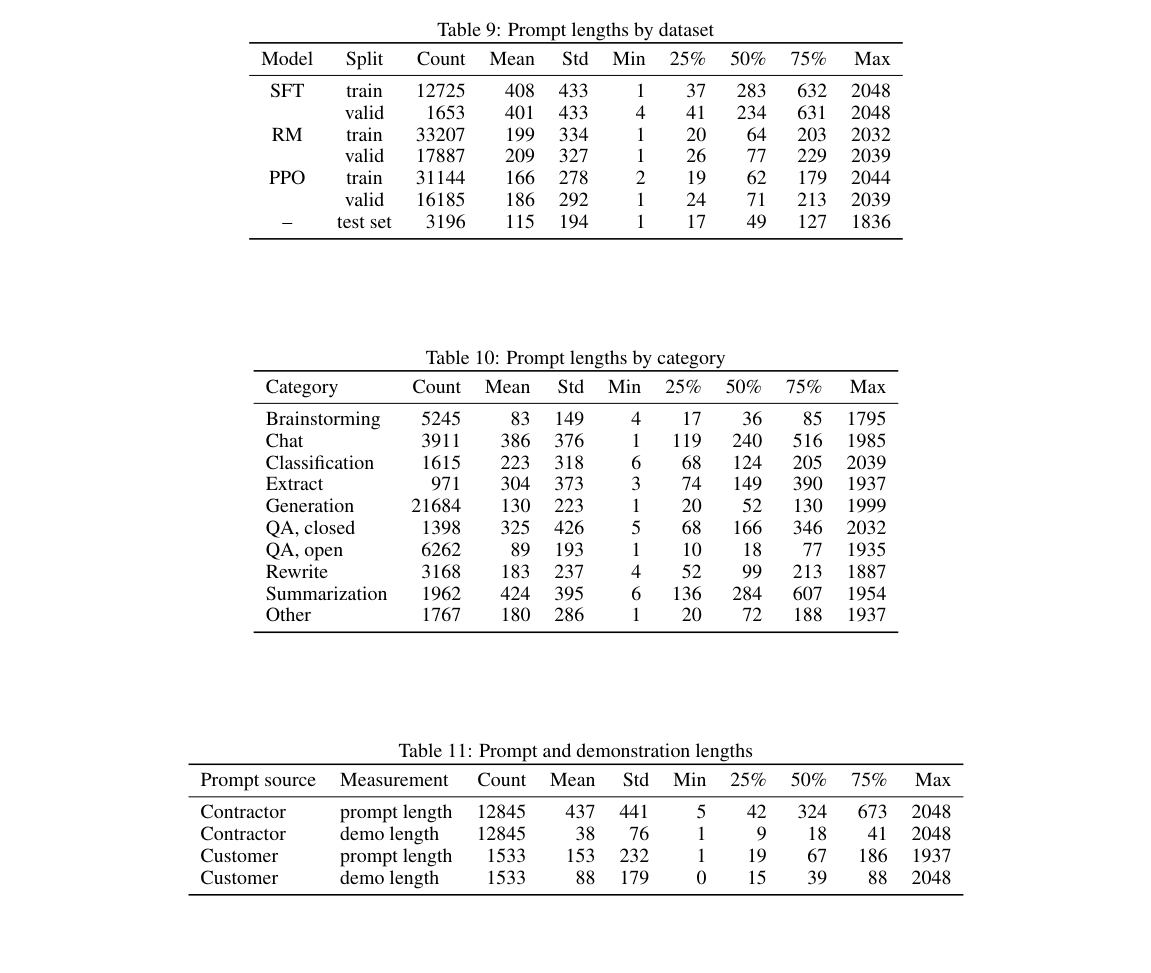 Table 9: Prompt lengths by dataset
Model Split Count Mean Std Min 25% 50% 75% Max
SFT train 12725 408 433 1 37 283 632 2048
valid 1653 401 433 4 41 234 631 2048
RM train 33207 199 334 1 20 64 203 2032
valid 17887 209 327 1 26 77 229 2039
PPO train 31144 166 278 2 19 62 179 2044
valid 16185 186 292 1 24 71 213 2039
– test set 3196 115 194 1 17 49 127 1836
Table 10: Prompt lengths by category
Category Count Mean Std Min 25% 50% 75% Max
Brainstorming 5245 83 149 4 17 36 85 1795
Chat 3911 386 376 1 119 240 516 1985
Classification 1615 223 318 6 68 124 205 2039
Extract 971 304 373 3 74 149 390 1937
Generation 21684 130 223 1 20 52 130 1999
QA, closed 1398 325 426 5 68 166 346 2032
QA, open 6262 89 193 1 10 18 77 1935
Rewrite 3168 183 237 4 52 99 213 1887
Summarization 1962 424 395 6 136 284 607 1954
Other 1767 180 286 1 20 72 188 1937
Table 11: Prompt and demonstration lengths
Prompt source Measurement Count Mean Std Min 25% 50% 75% Max
Contractor prompt length 12845 437 441 5 42 324 673 2048
Contractor demo length 12845 38 76 1 9 18 41 2048
Customer prompt length 1533 153 232 1 19 67 186 1937
Customer demo length 1533 88 179 0 15 39 88 2048